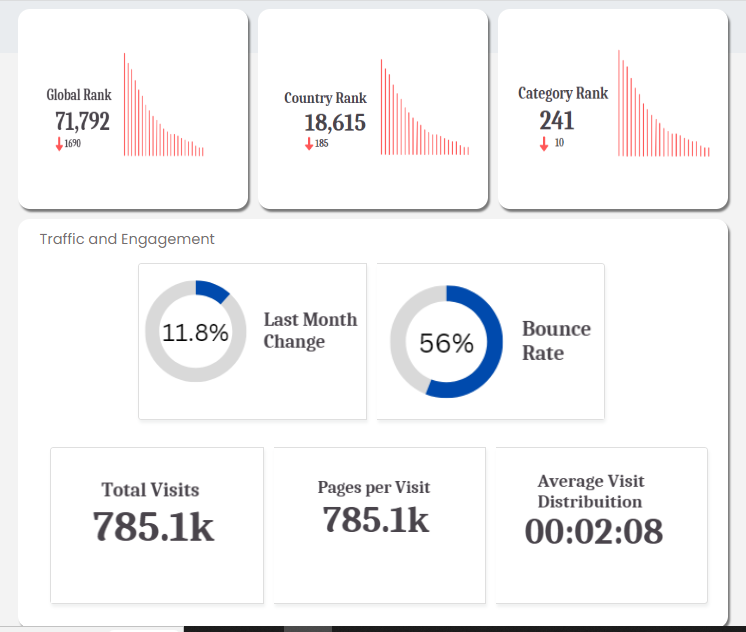 Global Rank
71,792
1690
Country Rank
18,615
185
Category Rank
241
10
Traffic and Engagement
11.8%
Last Month
Change
56%
Bounce
Rate
Total Visits
785.1k
Pages per Visit
785.1k
Average Visit
Distribuition
00:02:08